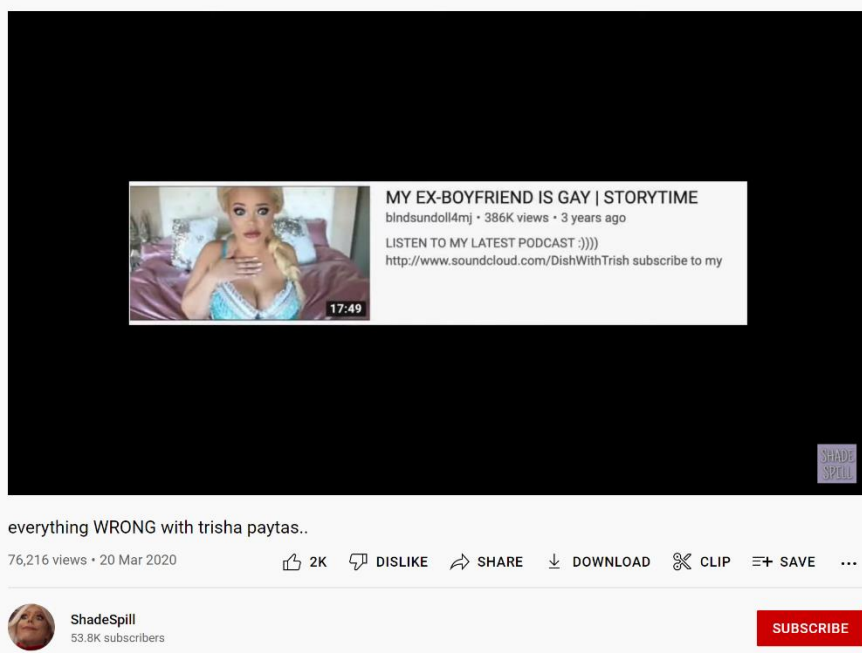 MY EX-BOYFRIEND IS GAY | STORYTIME
blndsundoll4mj • 386K views • 3 years ago
LISTEN TO MY LATEST PODCAST :))))
http://www.soundcloud.com/DishWithTrish subscribe to my
17:49
SHADE
SPILL
everything WRONG with trisha paytas..
76,216 views • 20 Mar 2020
2K DISLIKE SHARE DOWNLOAD CLIP SAVE ...
ShadeSpill
53.8K subscribers
SUBSCRIBE